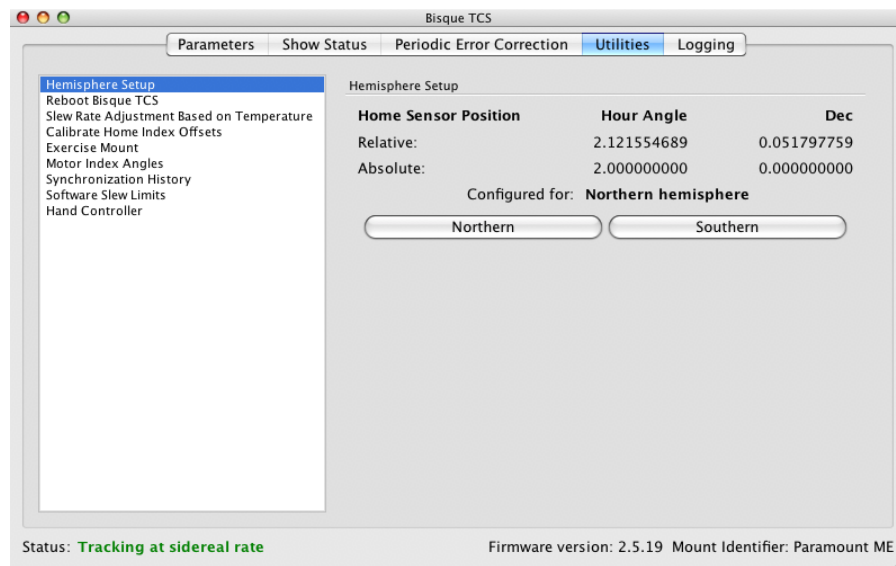 Bisque TCS
Parameters Show Status Periodic Error Correction Utilities Logging
Hemisphere Setup
Reboot Bisque TCS
Slew Rate Adjustment Based on Temperature
Calibrate Home Index Offsets
Exercise Mount
Motor Index Angles
Synchronization History
Software Slew Limits
Hand Controller
Hemisphere Setup
Home Sensor Position Hour Angle Dec
Relative: 2.121554689 0.051797759
Absolute: 2.000000000 0.000000000
Configured for: Northern hemisphere
Northern Southern
Status: Tracking at sidereal rate Firmware version: 2.5.19 Mount Identifier: Paramount ME